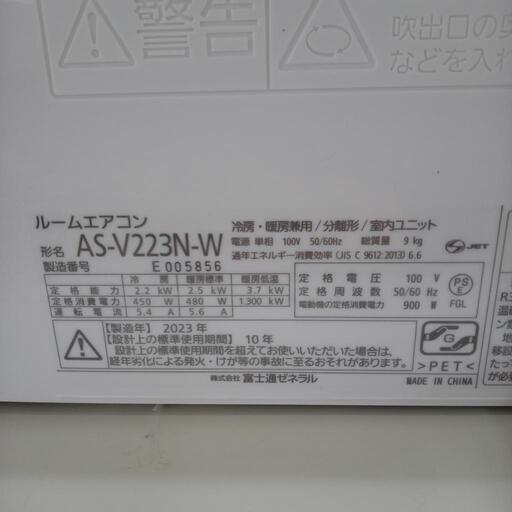 警告
吹出口の奥
などを入れ
ルームエアコン
形名 AS-V223N-W
製造番号 E005856
冷房・暖房兼用/分離形/室内ユニット
電源 単相 100V 50/60Hz 総質量 9kg
通年エネルギー消費効率 (JIS C 9612:2013) 6.6
JET
冷房 暖房標準 暖房低温
定格能力 2.2 kW 2.5 kW 3.7 kW
定格消費電力 450 W 480 W 1,300 kW
運転電流 5.4 A 5.6 A
定格電圧 100 V
定格周波数 50/60 Hz
電動機の定格消費電力 900 W
PSE
FGL
【製造年】2023年
【設計上の標準使用期間】10年
設計上の標準使用期間を超えてお使いいただいた場合は、
経年劣化による発火・けが等の事故に至るおそれがあります。
株式会社 富士通ゼネラル
>PET<
MADE IN CHINA